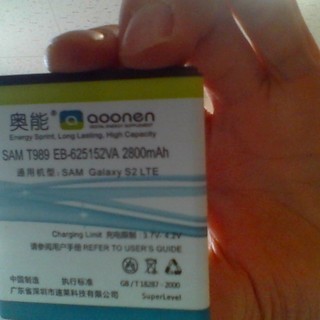 奥能 aoonen
Energy Sprint, Long Lasting, High Capacity
SAM T989 EB-625152VA 2800mAh
通用机型: SAM Galaxy S2 LTE
Charging Limit 充电限制: 3.7V-4.2V
请参阅用户手册 REFER TO USER'S GUIDE
中国制造 执行标准 GB/T18287-2000
广东省深圳市蓬莱科技有限公司 SuperLevel